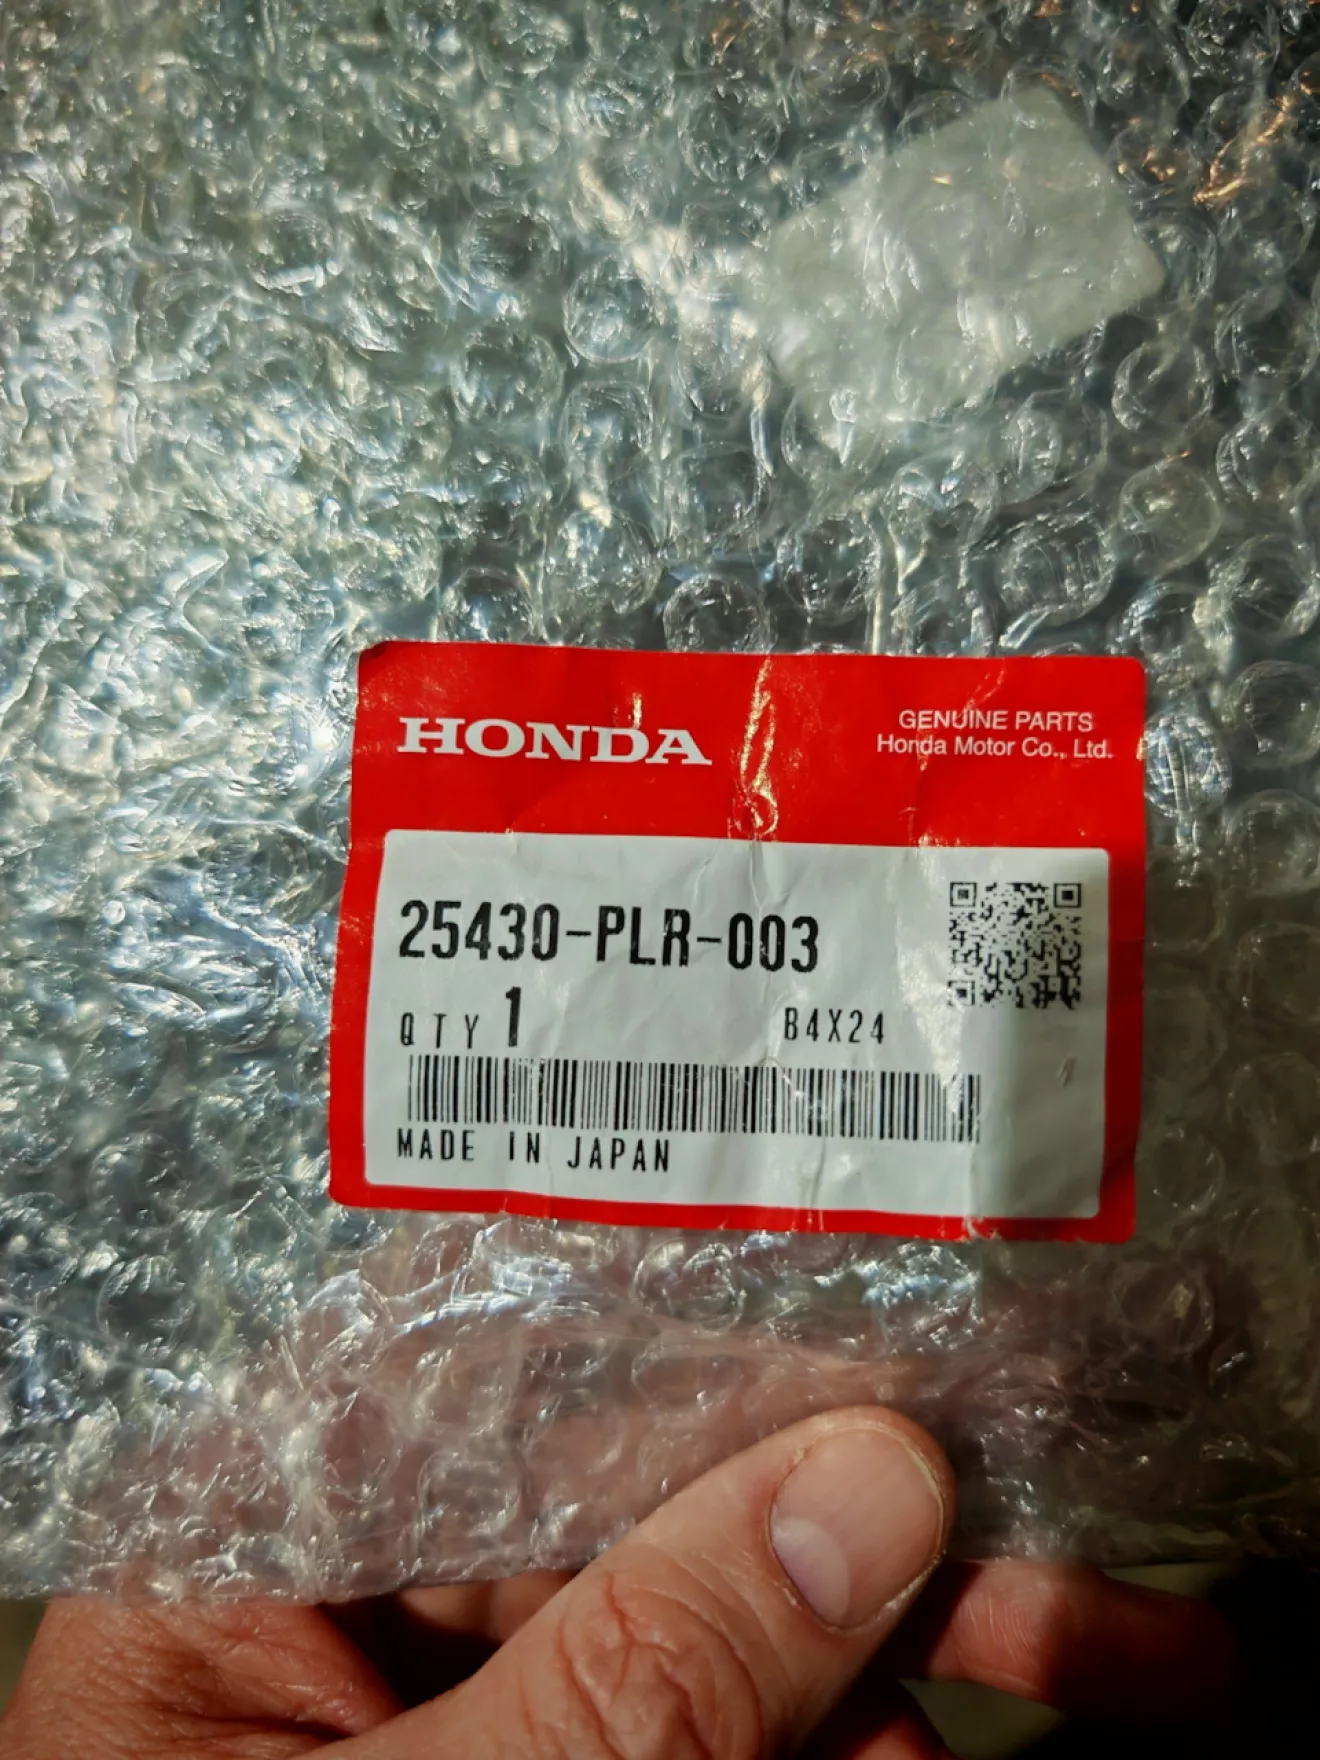 HONDA
GENUINE PARTS
Honda Motor Co., Ltd.
25430-PLR-003
QTY 1
B4X24
MADE IN JAPAN